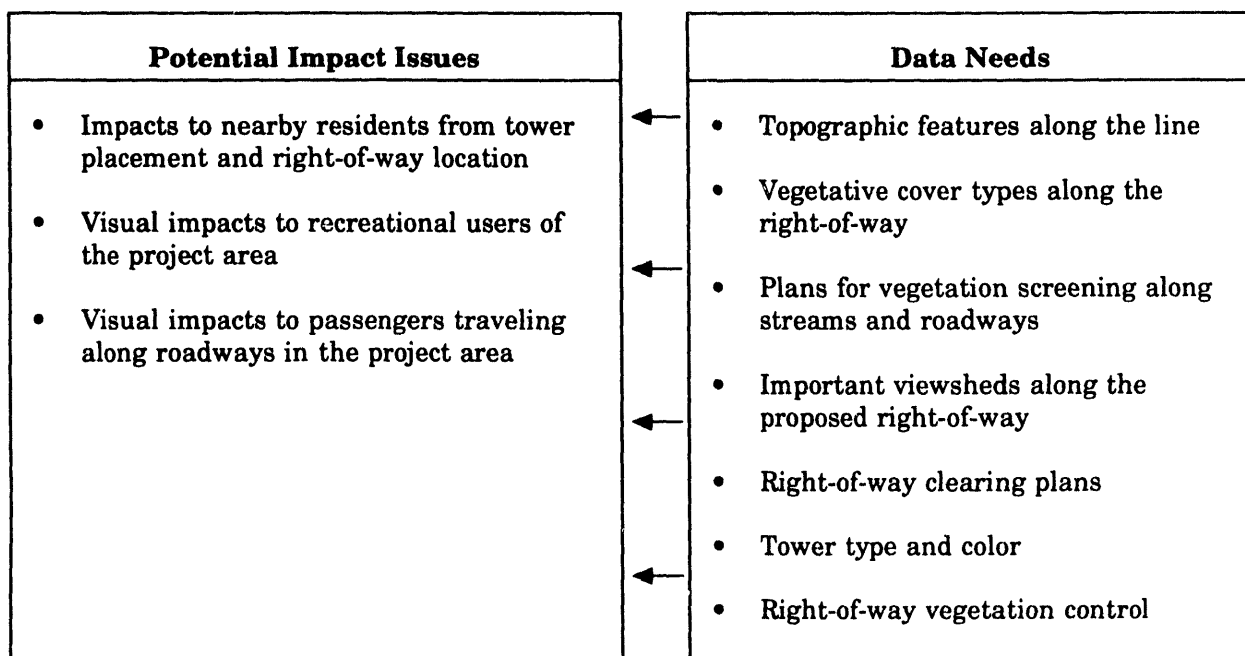 Potential Impact Issues
• Impacts to nearby residents from tower
placement and right-of-way location
• Visual impacts to recreational users of
the project area
• Visual impacts to passengers traveling
along roadways in the project area
Data Needs
• Topographic features along the line
• Vegetative cover types along the
right-of-way
• Plans for vegetation screening along
streams and roadways
• Important viewsheds along the
proposed right-of-way
• Right-of-way clearing plans
• Tower type and color
• Right-of-way vegetation control